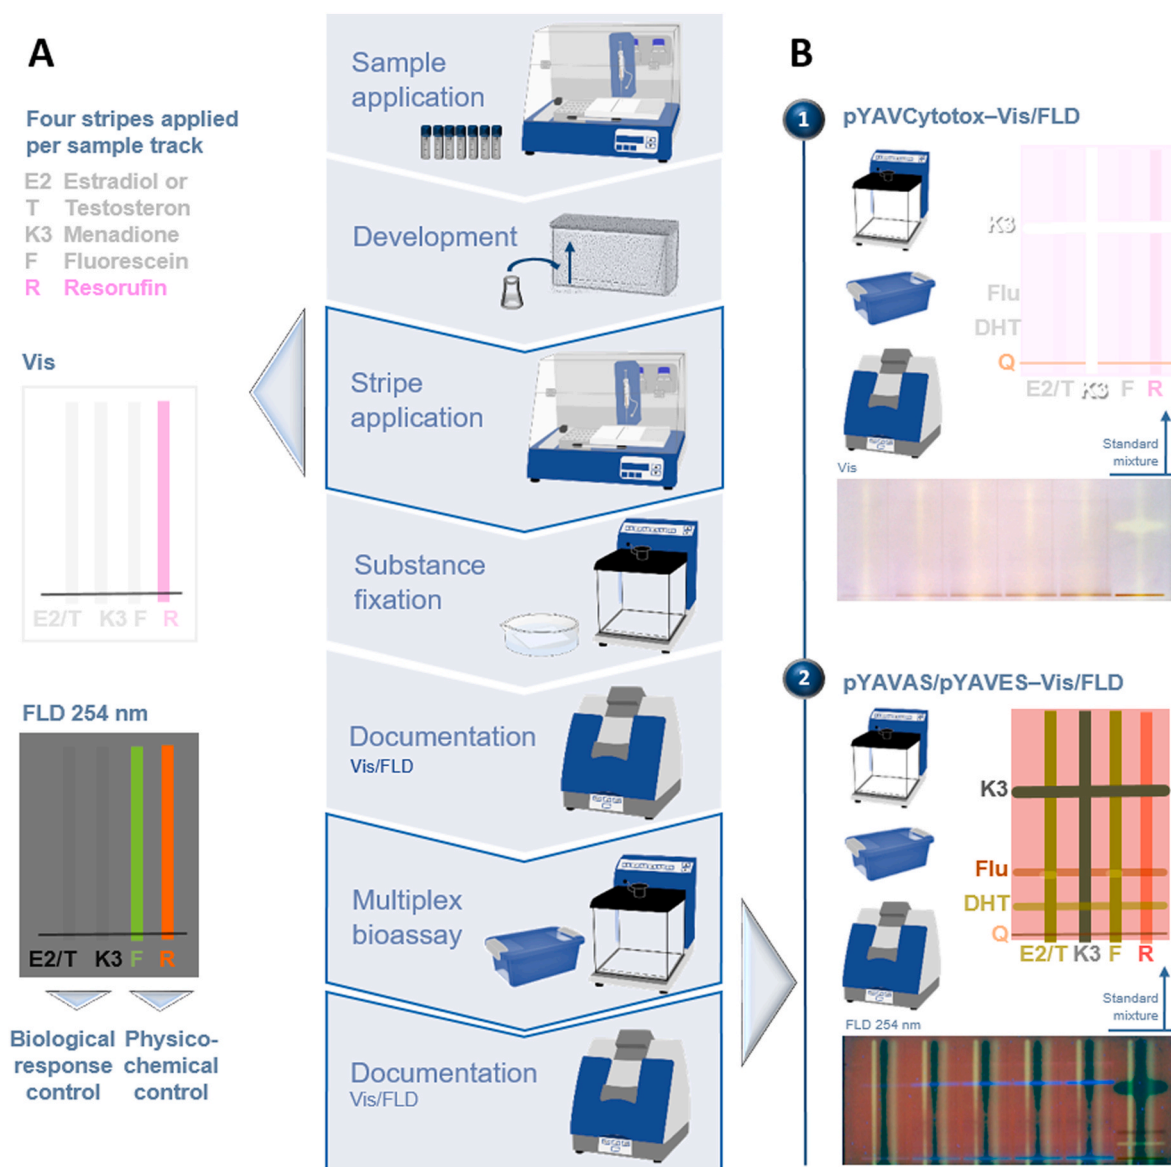 A
Four stripes applied
per sample track
E2 Estradiol or
T Testosteron
K3 Menadione
F Fluorescein
R Resorufin
Vis
E2/T K3 F R
FLD 254 nm
E2/T K3 F R
Biological
response
control
Physico-
chemical
control
Sample
application
Development
Stripe
application
Substance
fixation
Documentation
Vis/FLD
Multiplex
bioassay
Documentation
Vis/FLD
B
1 pYAVCytotox–Vis/FLD
K3
Flu
DHT
Q
E2/T K3 F R
Standard
mixture
Vis
2 pYAVAS/pYAVES–Vis/FLD
K3
Flu
DHT
Q
E2/T K3 F R
Standard
mixture
FLD 254 nm